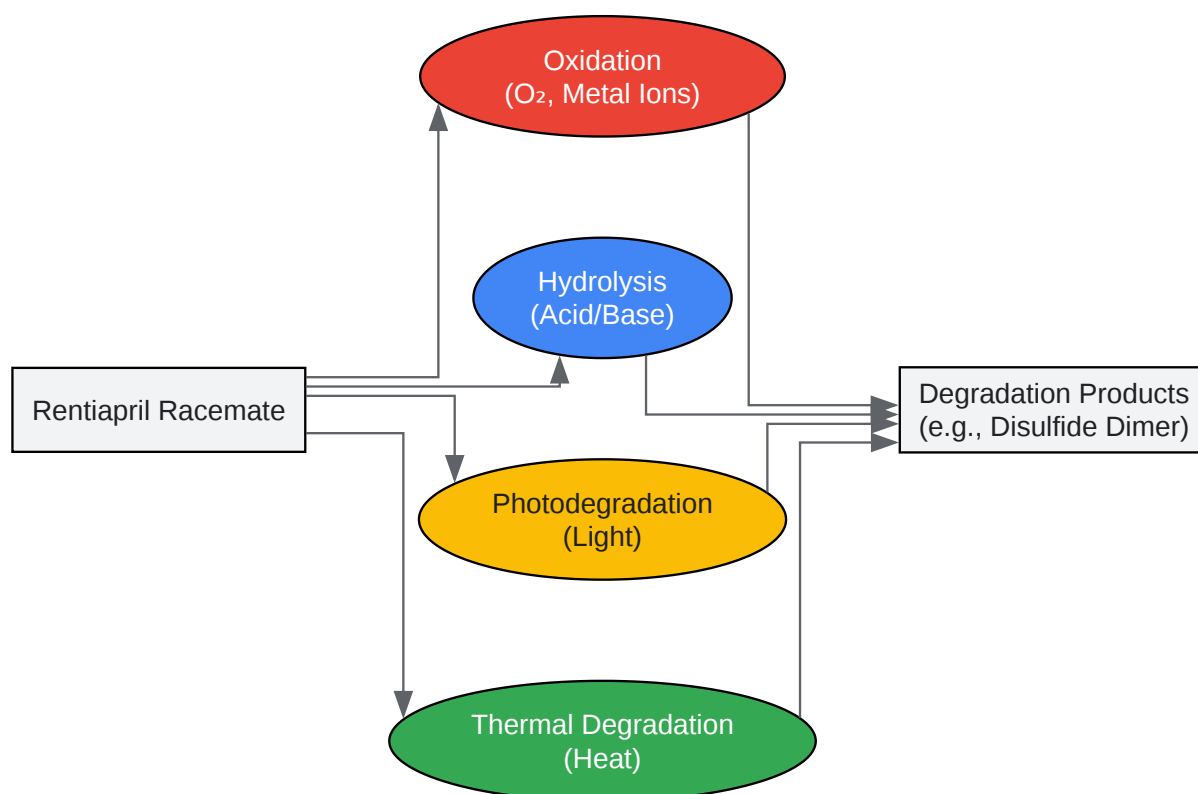 Oxidation
(O₂, Metal Ions)
Hydrolysis
(Acid/Base)
Rentiapril Racemate
Degradation Products
(e.g., Disulfide Dimer)
Photodegradation
(Light)
Thermal Degradation
(Heat)